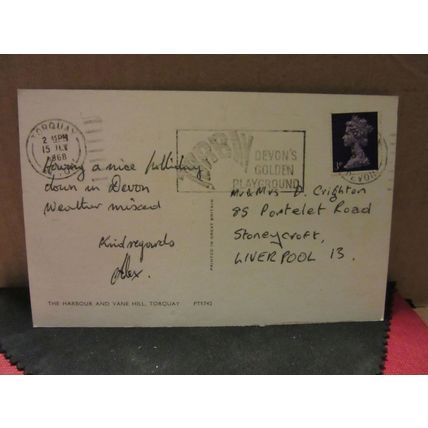 TORQUAY
2 15PM
15 JLY
1968
DEVON
TORBAY
DEVON'S
GOLDEN
PLAYGROUND
Having a nice holliday
down in Devon
Weather mixed
Kind regards
Alex.
PRINTED IN GREAT BRITAIN
Mr & Mrs D. Crighton
85 Portelet Road
Stoneycroft,
LIVERPOOL 13.
THE HARBOUR AND VANE HILL, TORQUAY PT1742